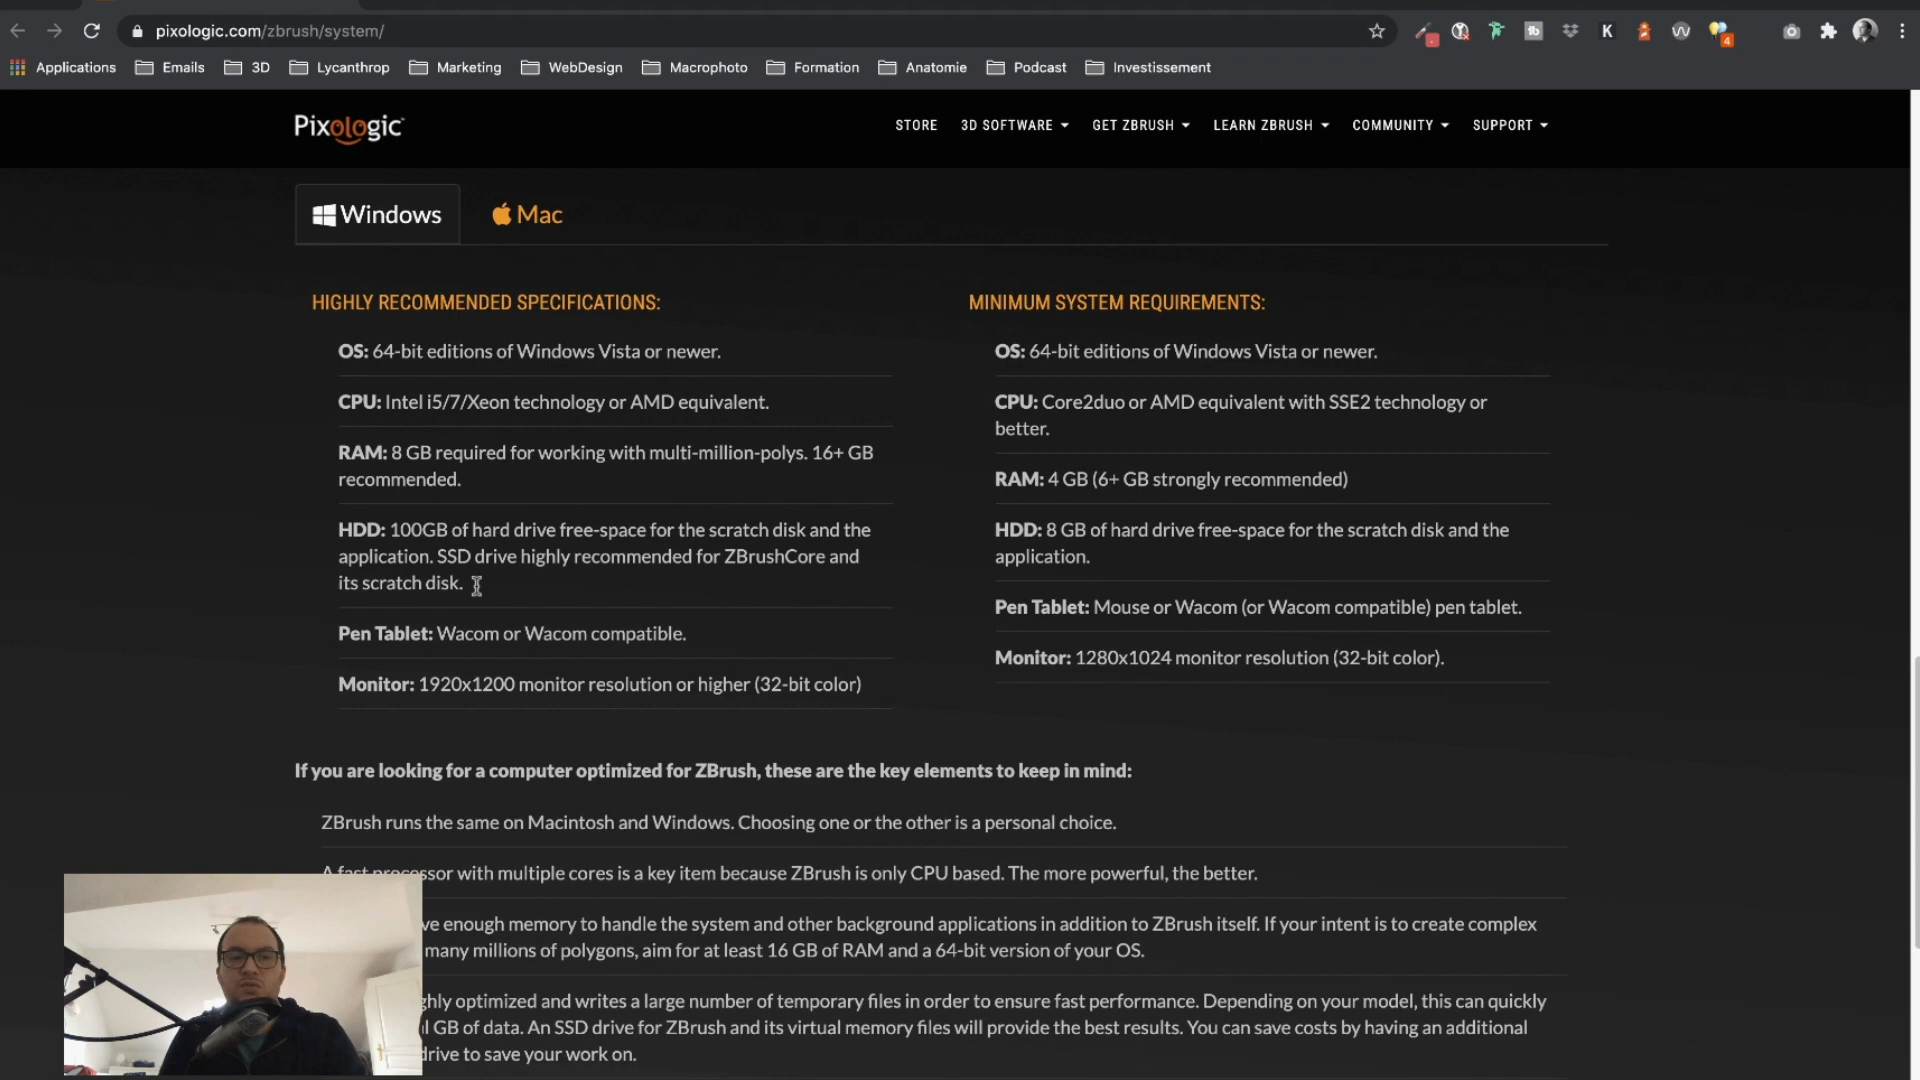 pixologic.com/zbrush/system/
K
4
Applications
Emails
3D
Lycanthrop
Marketing
WebDesign
Macrophoto
Formation
Anatomie
Podcast
Investissement
Pixologic
STORE
3D SOFTWARE
GET ZBRUSH
LEARN ZBRUSH
COMMUNITY
SUPPORT
Windows
Mac
HIGHLY RECOMMENDED SPECIFICATIONS:
OS: 64-bit editions of Windows Vista or newer.
CPU: Intel i5/7/Xeon technology or AMD equivalent.
RAM: 8 GB required for working with multi-million-polys. 16+ GB
recommended.
HDD: 100GB of hard drive free-space for the scratch disk and the
application. SSD drive highly recommended for ZBrushCore and
its scratch disk.
Pen Tablet: Wacom or Wacom compatible.
Monitor: 1920x1200 monitor resolution or higher (32-bit color)
MINIMUM SYSTEM REQUIREMENTS:
OS: 64-bit editions of Windows Vista or newer.
CPU: Core2duo or AMD equivalent with SSE2 technology or
better.
RAM: 4 GB (6+ GB strongly recommended)
HDD: 8 GB of hard drive free-space for the scratch disk and the
application.
Pen Tablet: Mouse or Wacom (or Wacom compatible) pen tablet.
Monitor: 1280x1024 monitor resolution (32-bit color).
If you are looking for a computer optimized for ZBrush, these are the key elements to keep in mind:
ZBrush runs the same on Macintosh and Windows. Choosing one or the other is a personal choice.
A fast processor with multiple cores is a key item because ZBrush is only CPU based. The more powerful, the better.
enough memory to handle the system and other background applications in addition to ZBrush itself. If your intent is to create complex
many millions of polygons, aim for at least 16 GB of RAM and a 64-bit version of your OS.
optimized and writes a large number of temporary files in order to ensure fast performance. Depending on your model, this can quickly
GB of data. An SSD drive for ZBrush and its virtual memory files will provide the best results. You can save costs by having an additional
drive to save your work on.